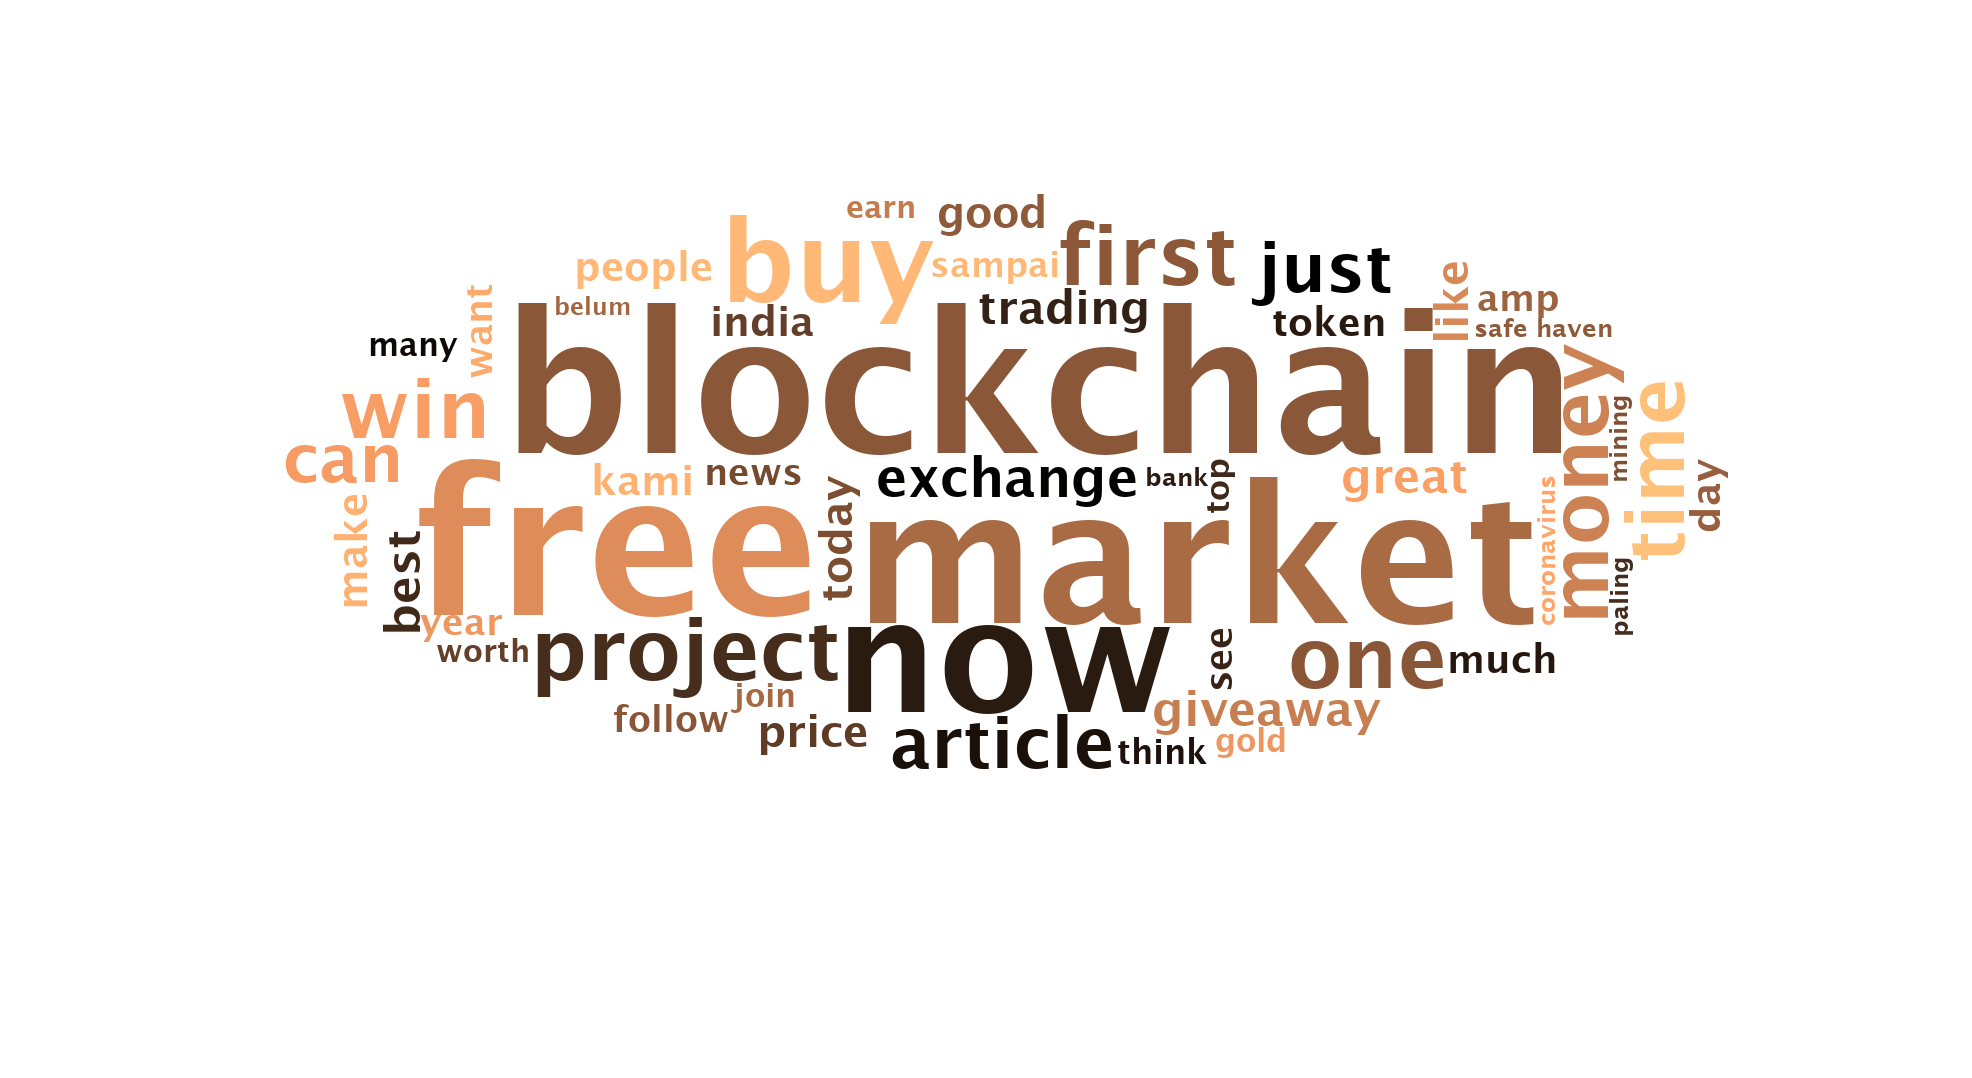 earn
good
buy
first
people
sampai
just
like
want
belum
india
trading
token
amp
safe haven
many
blockchain
win
money
time
mining
can
kami
news
exchange
bank
top
great
day
make
best
free
today
market
coronavirus
paling
year
worth
project
now
see
one
much
join
follow
price
giveaway
article
think
gold